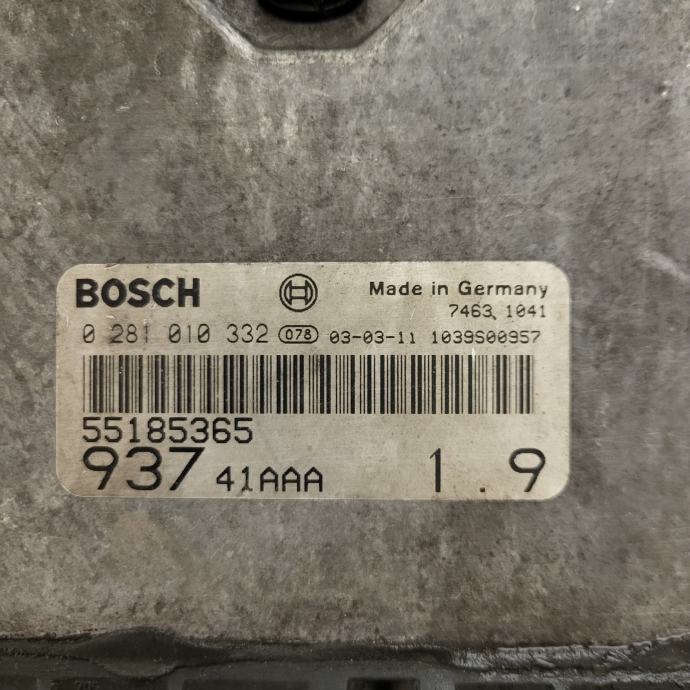 BOSCH Made in Germany
7463 1041
0 281 010 332 078 03-03-11 1039S00957
55185365
937 41AAA 1.9